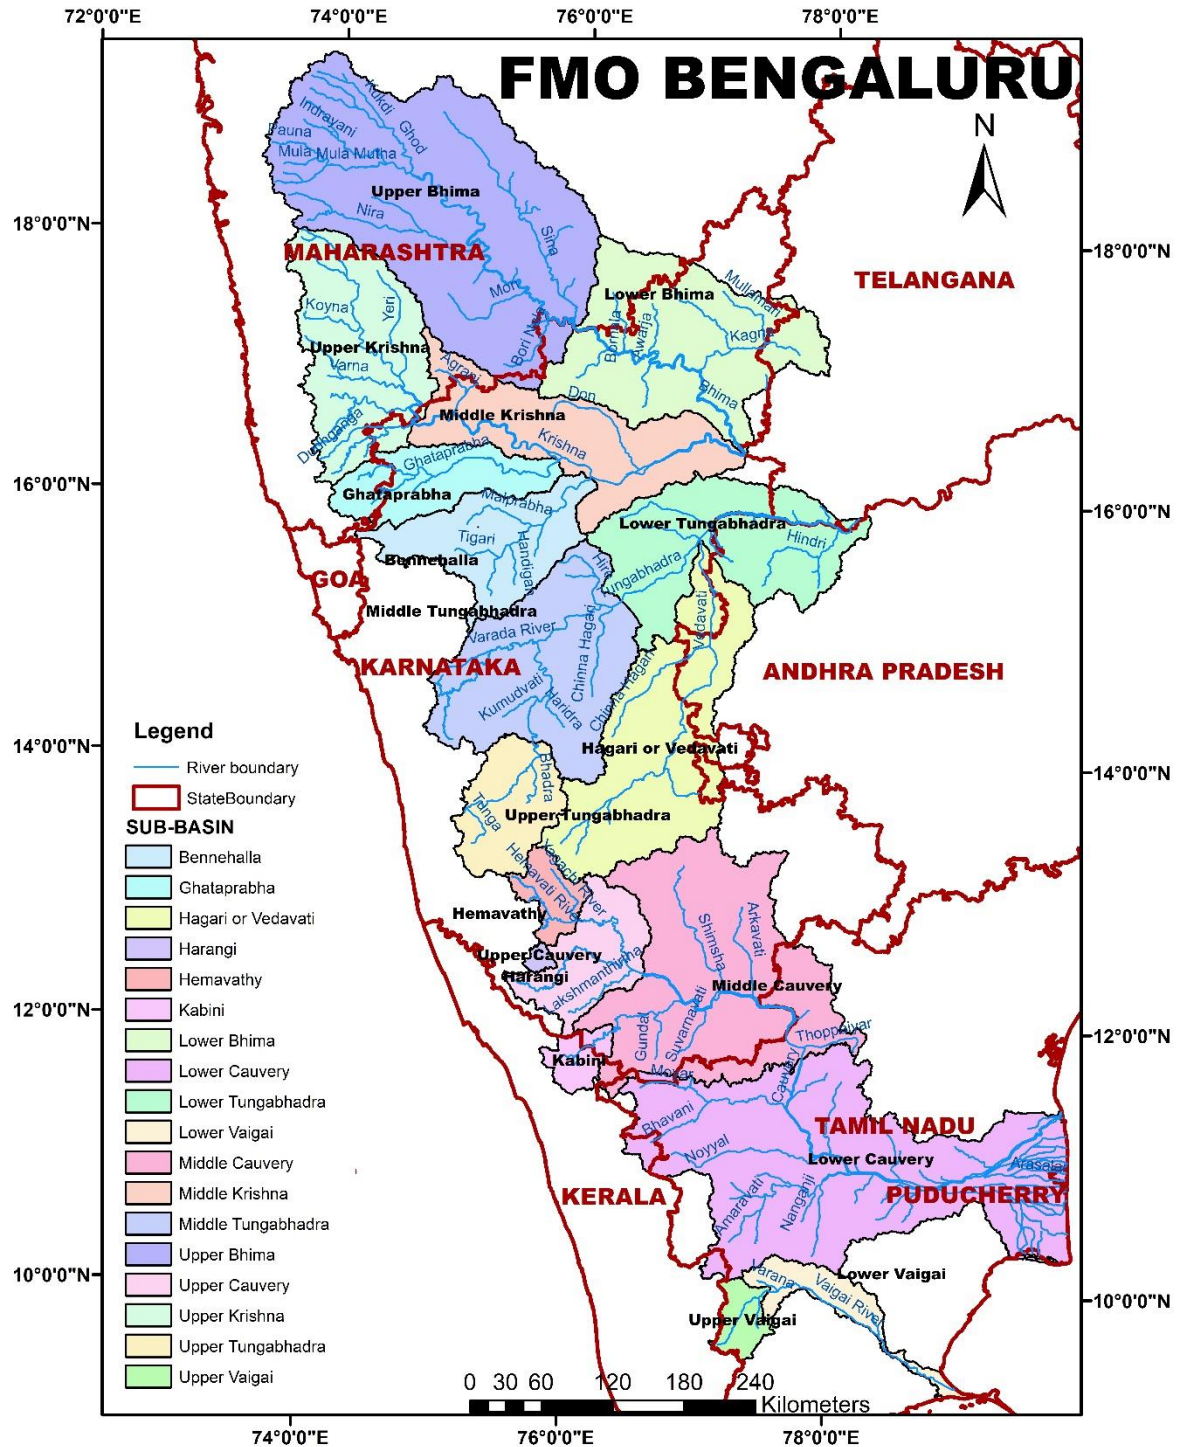 72°0'0"E
74°0'0"E
76°0'0"E
78°0'0"E
FMO BENGALURU
N
Kukdi
Indrayani
Ghod
Pauna
Mula Mula Mutha
Upper Bhima
Nira
Sina
18°0'0"N
18°0'0"N
MAHARASHTRA
TELANGANA
Man
Lower Bhima
Mullamari
Koyna
Yeri
Bori Nala
Bornala
Awarja
Kagna
Upper Krishna
Varna
Agrani
Don
Bhima
Middle Krishna
Dudhganga
Krishna
Ghataprabha
16°0'0"N
16°0'0"N
Ghataprabha
Malprabha
Lower Tungabhadra
Tigari
Handigan
Hindri
Bennehalla
Hire
Tungabhadra
GOA
Middle Tungabhadra
Vedavati
Varada River
Chinna Hagari
KARNATAKA
ANDHRA PRADESH
Kumudvati
Haridra
Chinna Hagari
Hagari or Vedavati
14°0'0"N
14°0'0"N
Bhadra
Tunga
Upper Tungabhadra
Yagachi River
Hemavati River
Hemavathy
Shimsha
Arkavati
Upper Cauvery
Harangi
Lakshmanthirtha
Middle Cauvery
12°0'0"N
12°0'0"N
Gundal
Suvarnavati
Thoppaiyar
Kabini
Moyar
Cauvery
Bhavani
TAMIL NADU
Noyyal
Lower Cauvery
Arasalar
KERALA
PUDUCHERRY
Amaravati
Nanganji
10°0'0"N
10°0'0"N
Lower Vaigai
Varana
Vaigai River
Upper Vaigai
Legend
River boundary
StateBoundary
SUB-BASIN
Bennehalla
Ghataprabha
Hagari or Vedavati
Harangi
Hemavathy
Kabini
Lower Bhima
Lower Cauvery
Lower Tungabhadra
Lower Vaigai
Middle Cauvery
Middle Krishna
Middle Tungabhadra
Upper Bhima
Upper Cauvery
Upper Krishna
Upper Tungabhadra
Upper Vaigai
0 30 60 120 180 240
Kilometers
74°0'0"E
76°0'0"E
78°0'0"E